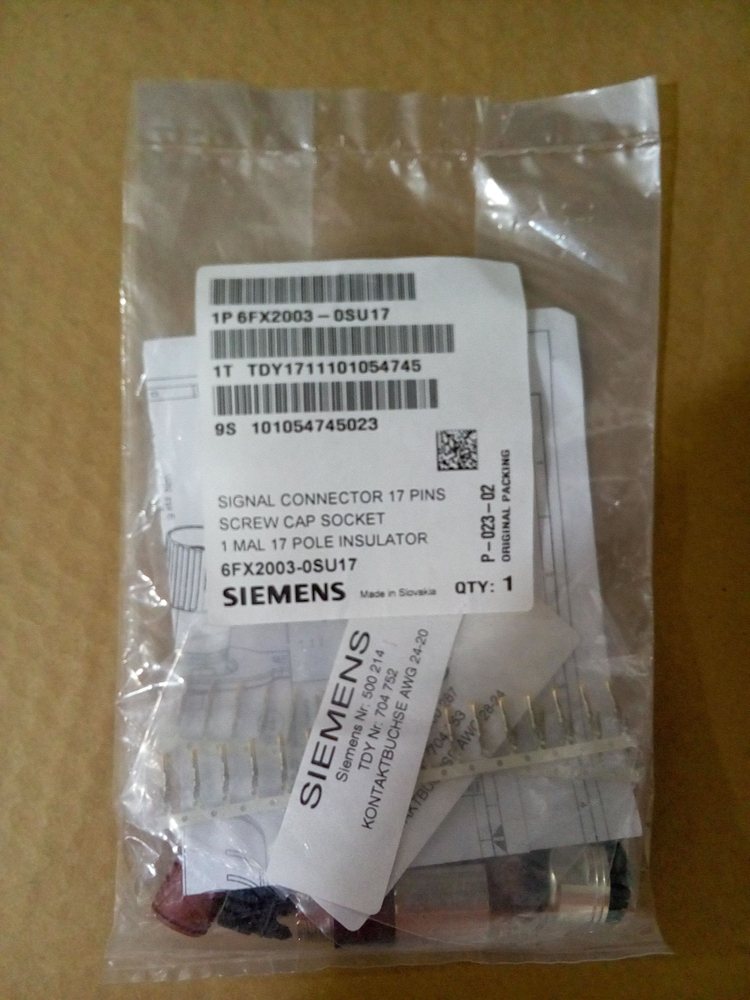 1P 6FX2003-0SU17
1T TDY1711101054745
9S 101054745023
SIGNAL CONNECTOR 17 PINS
SCREW CAP SOCKET
1 MAL 17 POLE INSULATOR
6FX2003-0SU17
SIEMENS Made in Slovakia QTY: 1
P-023-02
ORIGINAL PACKING
SIEMENS
Siemens Nr. 500 214
TDY Nr. 704 752
KONTAKTBUCHSE AWG 24-20